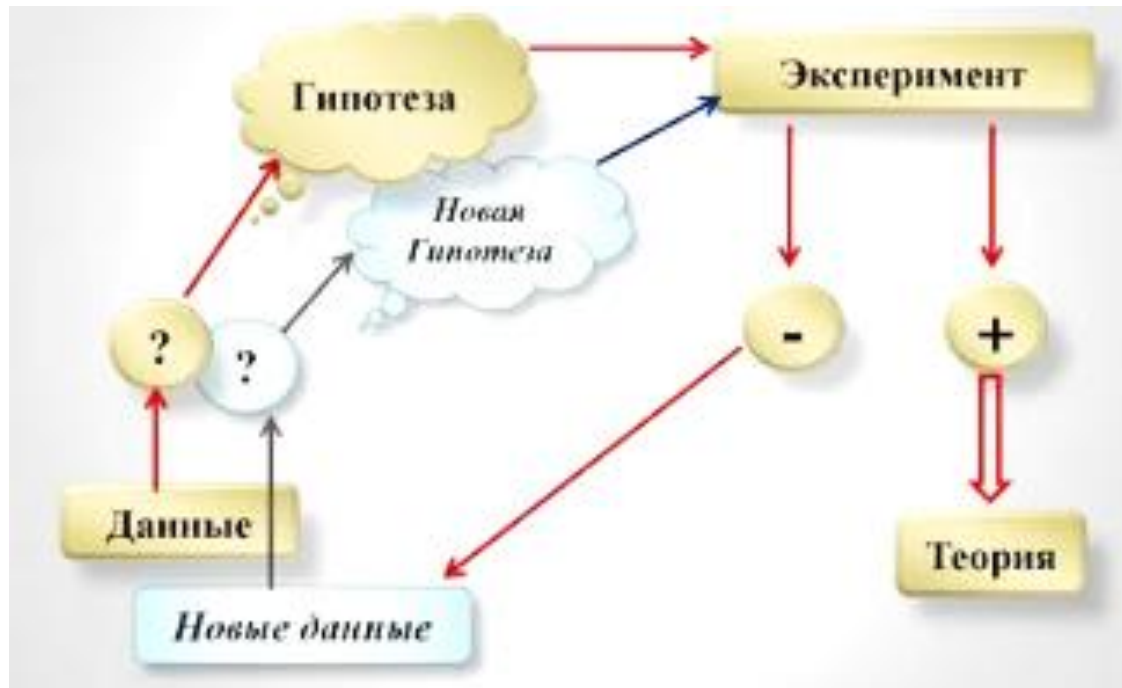 Гипотеза
Эксперимент
Новая
Гипотеза
?
?
-
+
Данные
Теория
Новые данные